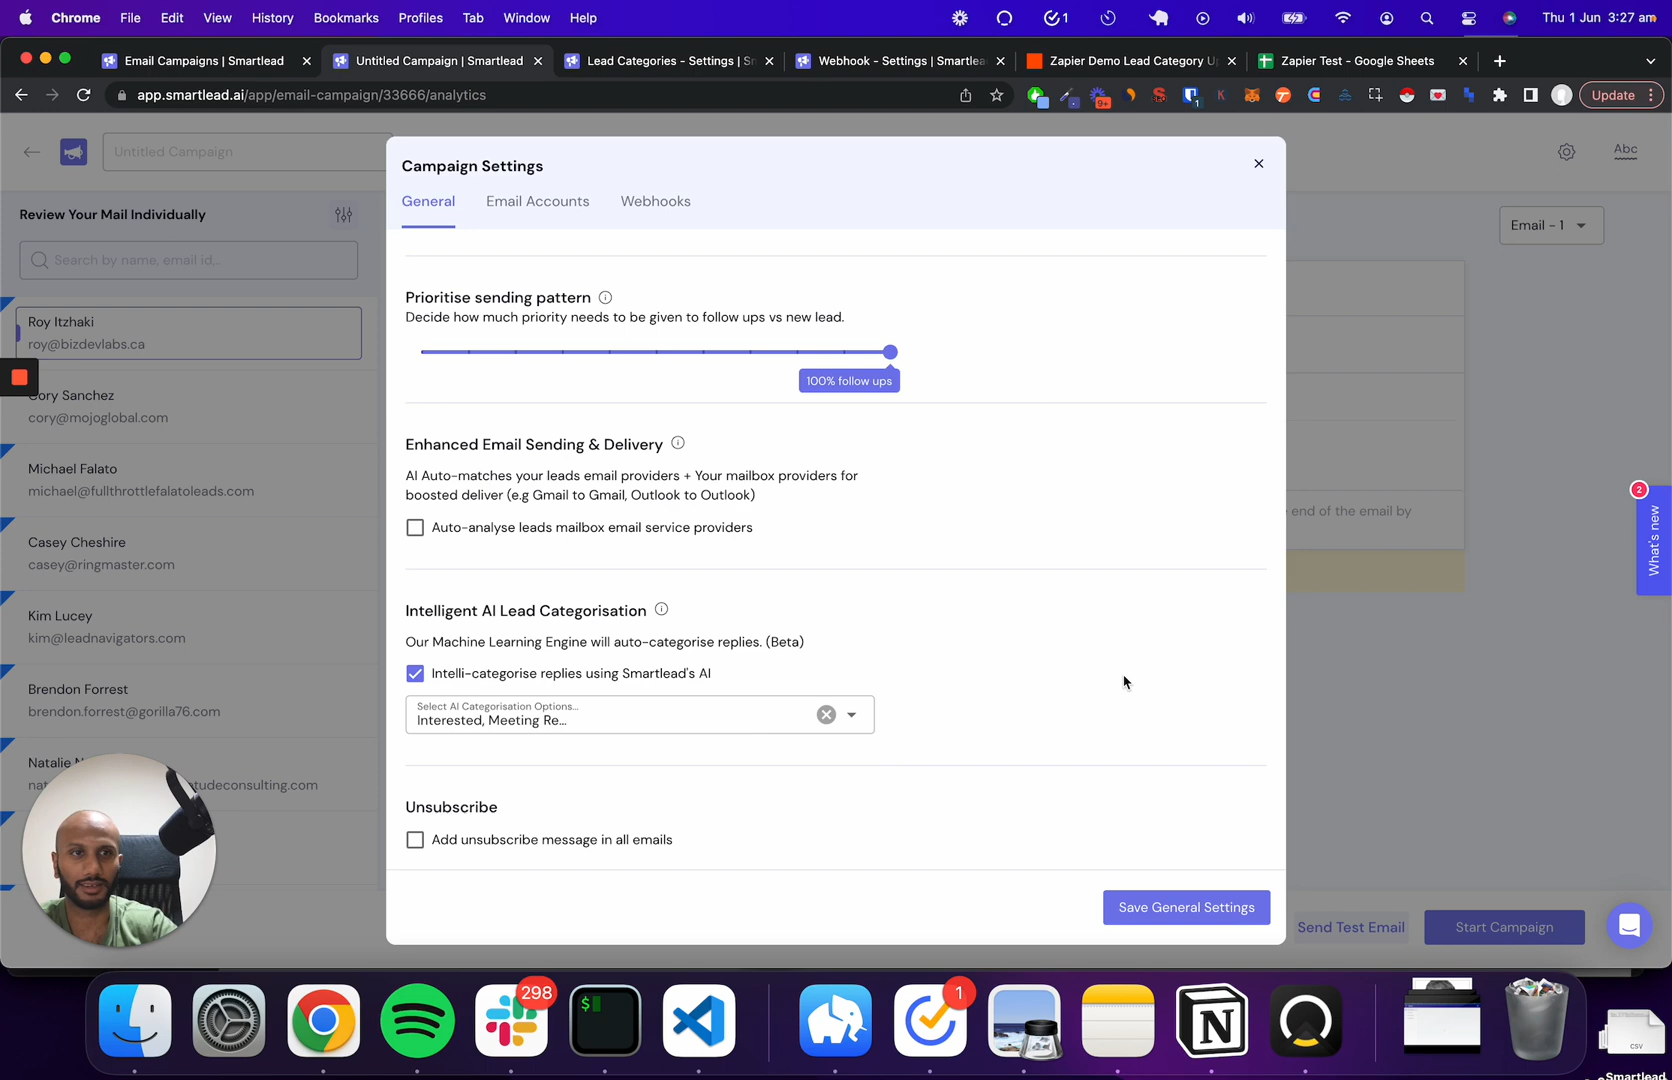 Chrome File Edit View History Bookmarks Profiles Tab Window Help
1
Thu 1 Jun 3:27 am
Email Campaigns | Smartlead
Untitled Campaign | Smartlead
Lead Categories - Settings | Sm
Webhook - Settings | Smartlea
Zapier Demo Lead Category U
Zapier Test - Google Sheets
app.smartlead.ai/app/email-campaign/33666/analytics
9+
1
Update
Untitled Campaign
Abc
Campaign Settings
General Email Accounts Webhooks
Review Your Mail Individually
Search by name, email id...
Email - 1
Roy Itzhaki
roy@bizdevlabs.ca
Cory Sanchez
cory@mojoglobal.com
Michael Falato
michael@fullthrottlefalatoleads.com
Casey Cheshire
casey@ringmaster.com
Kim Lucey
kim@leadnavigators.com
Brendon Forrest
brendon.forrest@gorilla76.com
Natalie N
na
tudeconsulting.com
Prioritise sending pattern
Decide how much priority needs to be given to follow ups vs new lead.
100% follow ups
Enhanced Email Sending & Delivery
AI Auto-matches your leads email providers + Your mailbox providers for
boosted deliver (e.g Gmail to Gmail, Outlook to Outlook)
Auto-analyse leads mailbox email service providers
Intelligent AI Lead Categorisation
Our Machine Learning Engine will auto-categorise replies. (Beta)
Intelli-categorise replies using Smartlead's AI
Select AI Categorisation Options...
Interested, Meeting Re...
Unsubscribe
Add unsubscribe message in all emails
Save General Settings
end of the email by
2
What's new
Send Test Email
Start Campaign
298
$
1
CSV
Smartlead